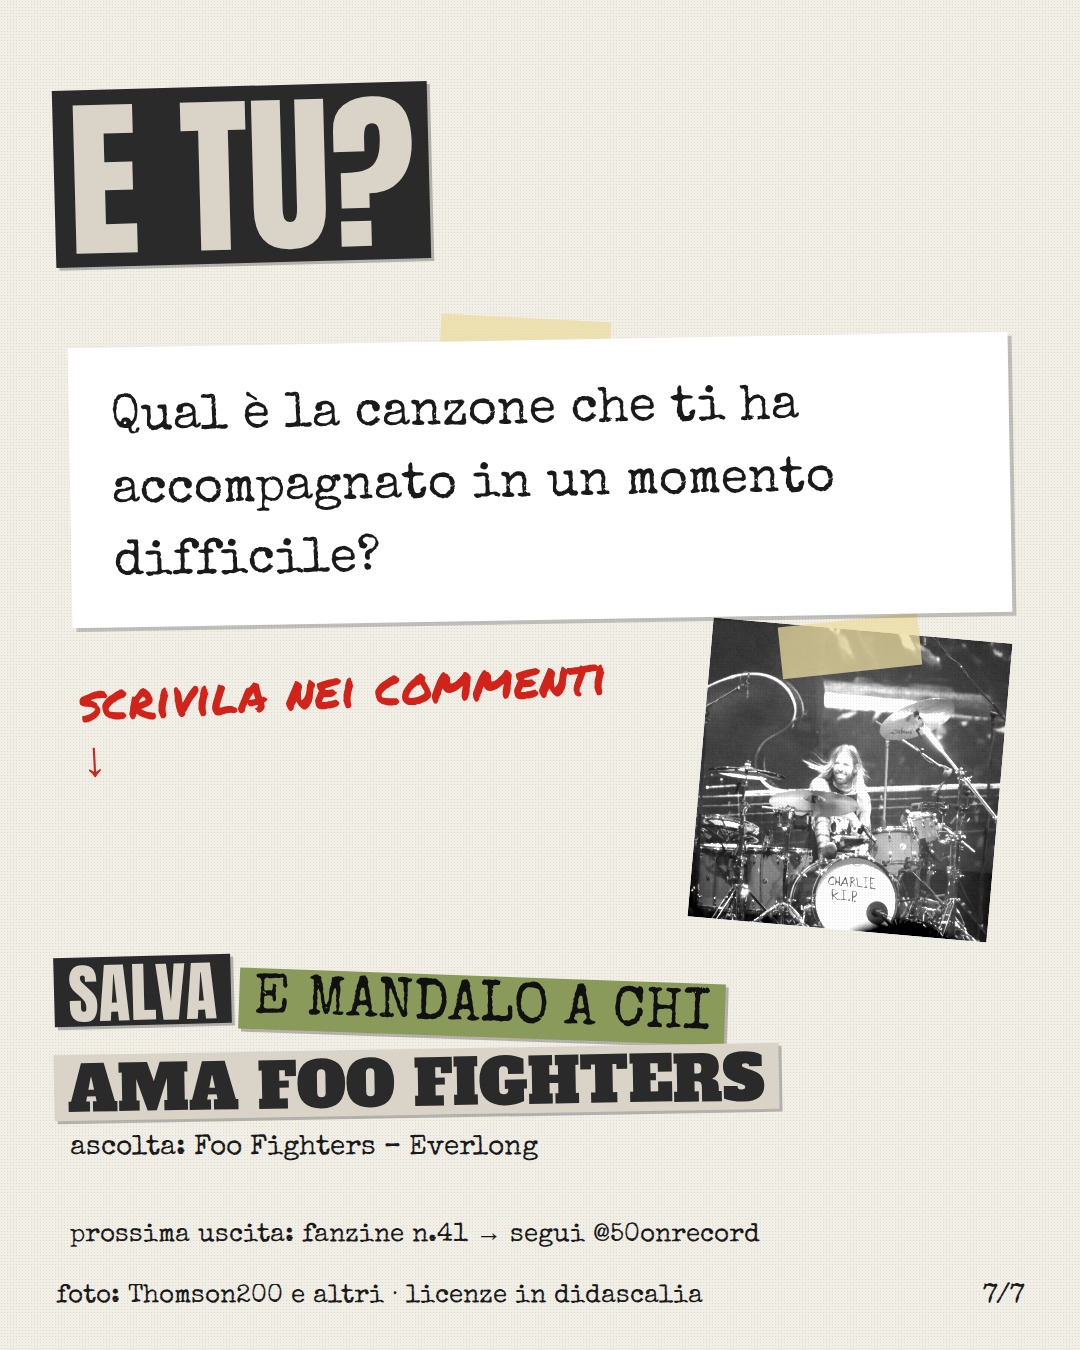 E TU?
Qual è la canzone che ti ha
accompagnato in un momento
difficile?
SCRIVILA NEI COMMENTI
↓
CHARLIE
R.I.P.
SALVA E MANDALO A CHI
AMA FOO FIGHTERS
ascolta: Foo Fighters – Everlong
prossima uscita: fanzine n.41 → segui @50onrecord
foto: Thomson200 e altri · licenze in didascalia
7/7